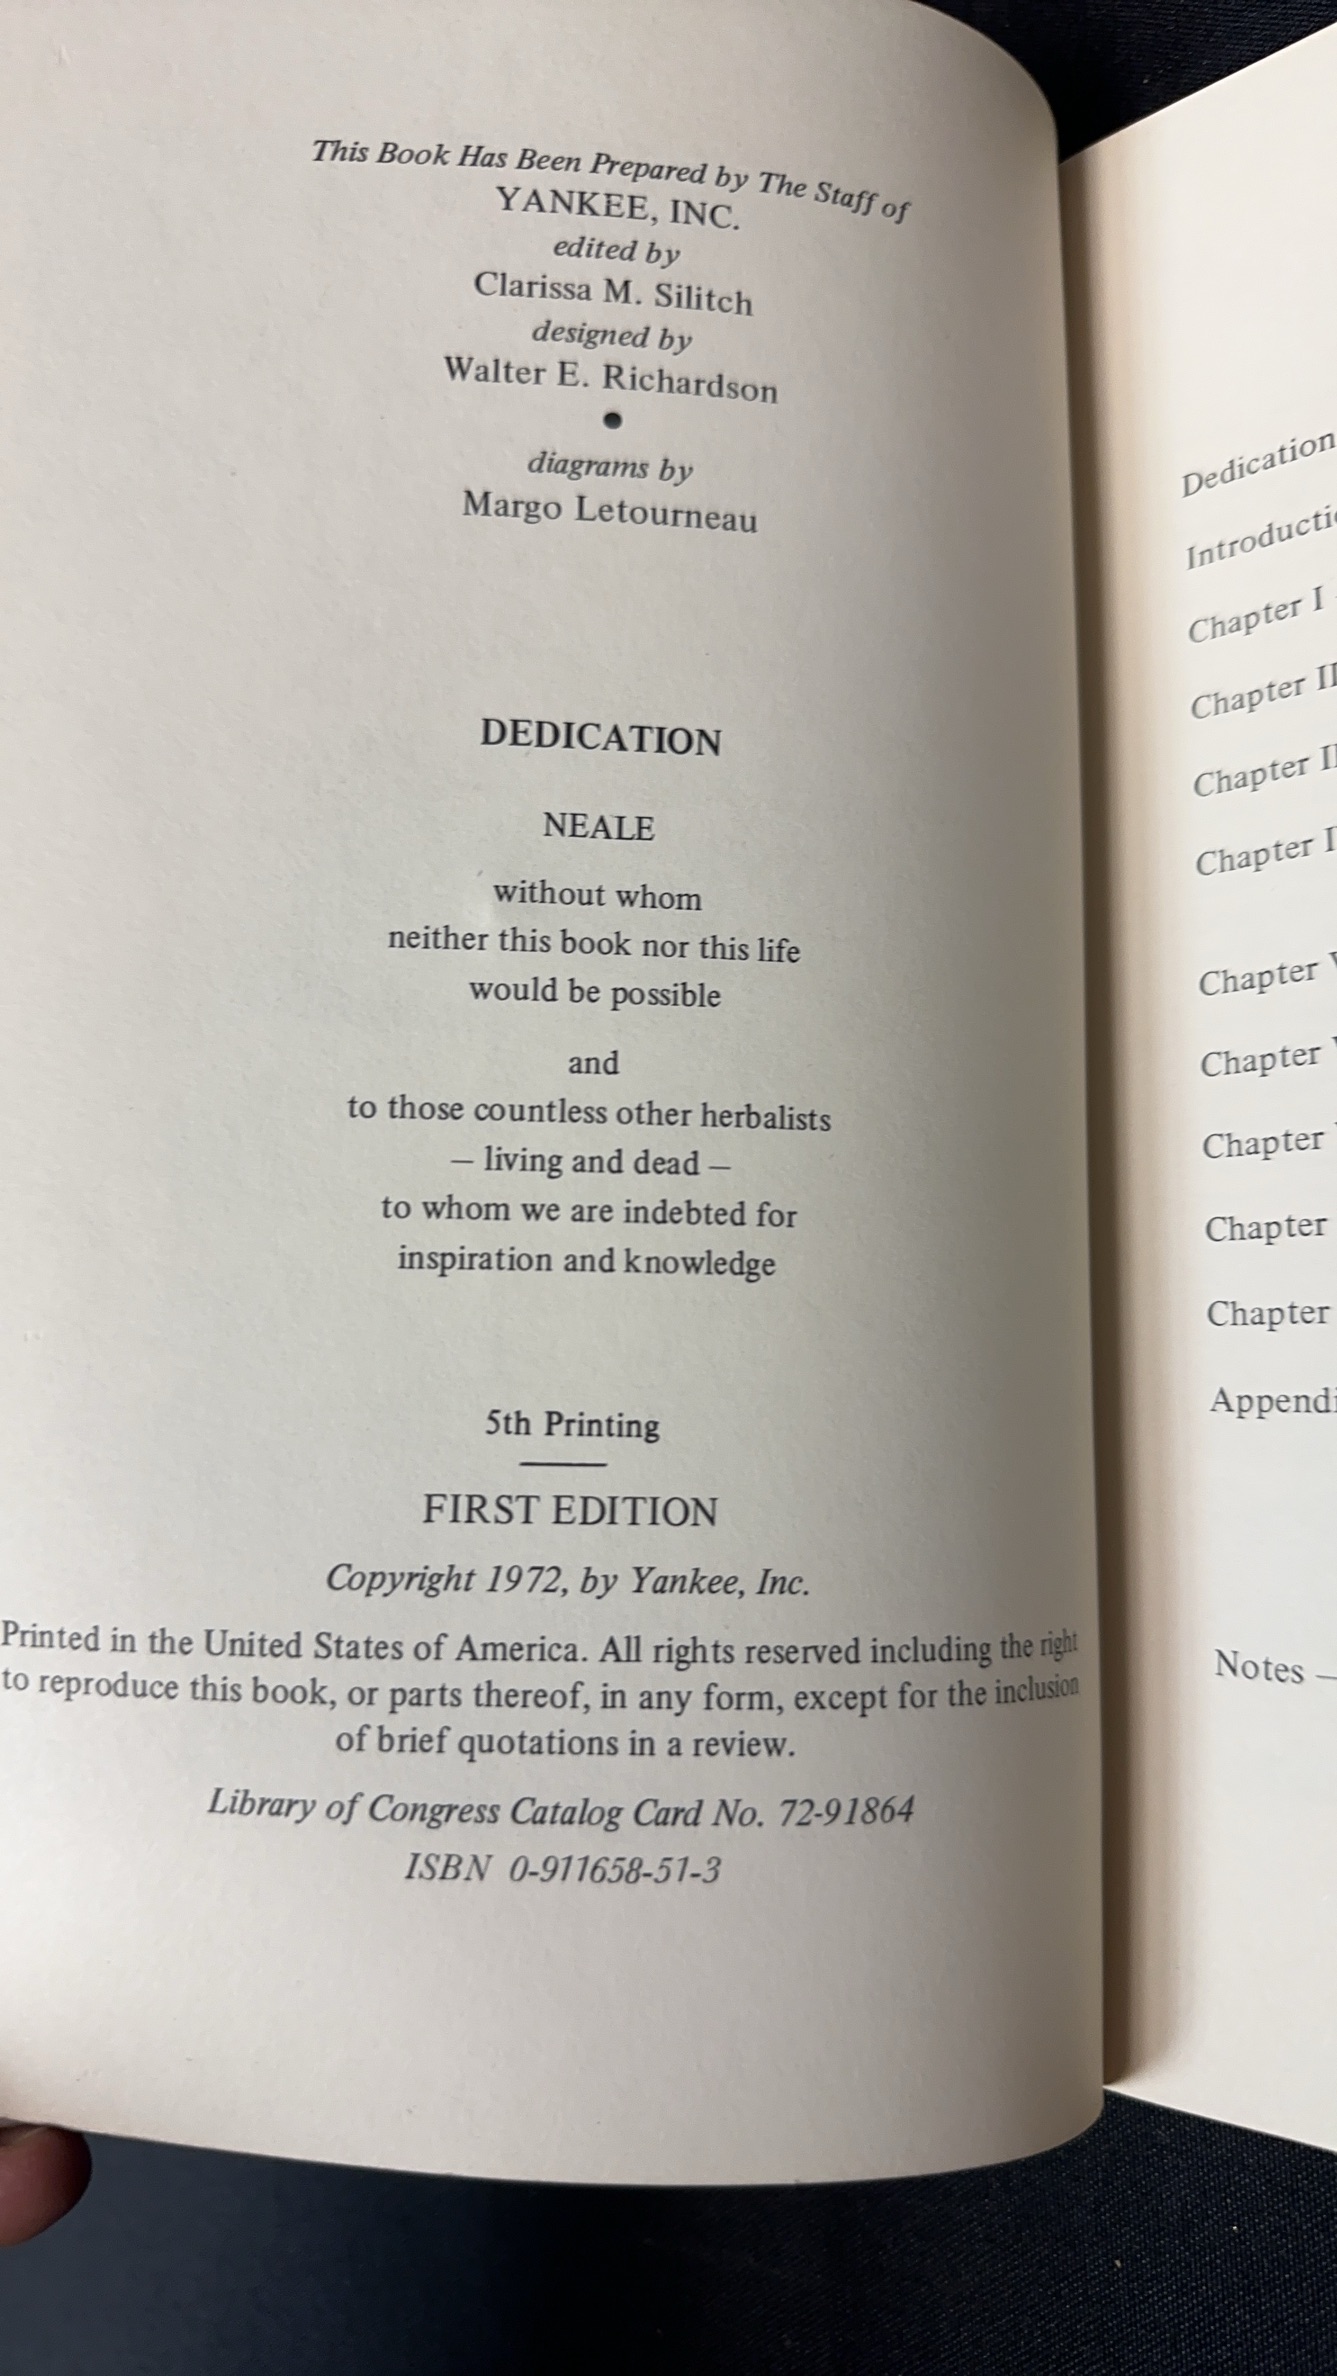 This Book Has Been Prepared by The Staff of
YANKEE, INC.
edited by
Clarissa M. Silitch
designed by
Walter E. Richardson
●
diagrams by
Margo Letourneau
DEDICATION
NEALE
without whom
neither this book nor this life
would be possible
and
to those countless other herbalists
– living and dead –
to whom we are indebted for
inspiration and knowledge
5th Printing
FIRST EDITION
Copyright 1972, by Yankee, Inc.
Printed in the United States of America. All rights reserved including the right
to reproduce this book, or parts thereof, in any form, except for the inclusion
of brief quotations in a review.
Library of Congress Catalog Card No. 72-91864
ISBN 0-911658-51-3
Dedication
Chapter I
Chapter
Chapter
Chapter
Chapter
Chapter
Chapter
Chapter
Chapter
Notes —